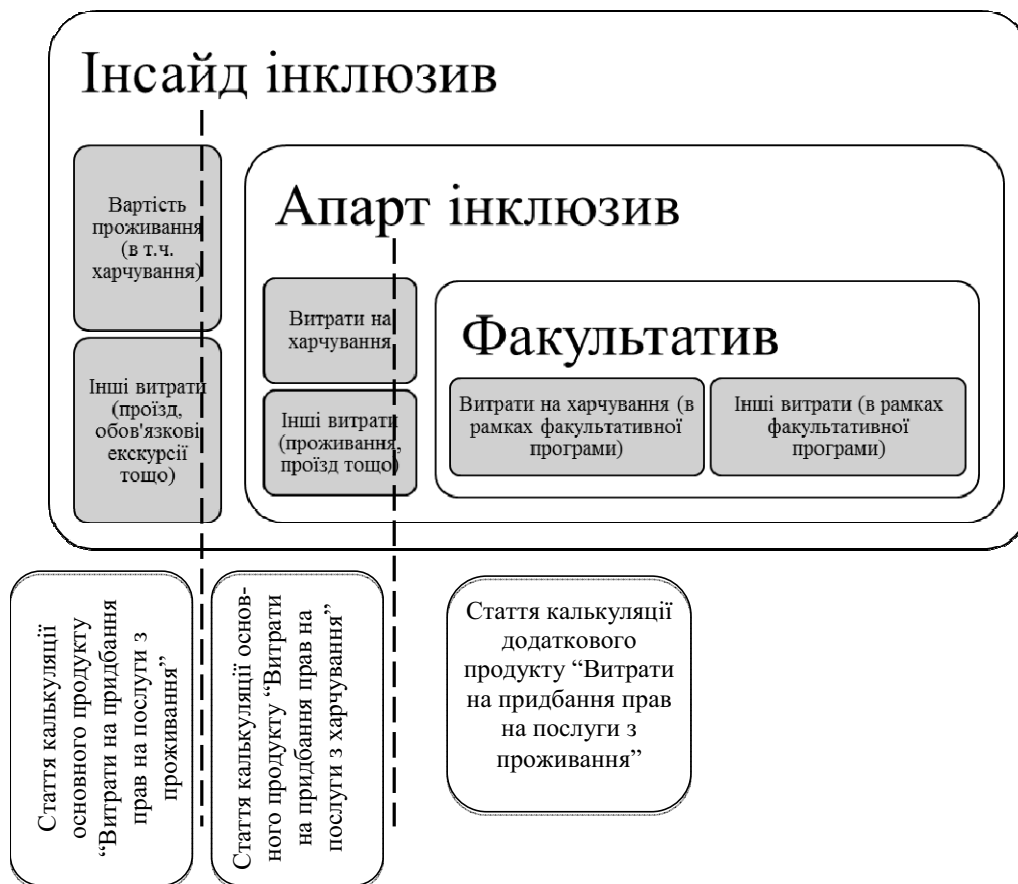 Інсайд інклюзив
Вартість
проживання
(в т.ч.
харчування)
Інші витрати
(проїзд,
обов'язкові
екскурсії
тощо)
Апарт інклюзив
Витрати на
харчування
Інші витрати
(проживання,
проїзд тощо)
Факультатив
Витрати на харчування (в
рамках факультативної
програми)
Інші витрати (в рамках
факультативної
програми)
Стаття калькуляції
основного продукту
“Витрати на придбання
прав на послуги з
проживання”
Стаття калькуляції основ-
ного продукту “Витрати
на придбання прав на
послуги з харчування”
Стаття калькуляції
додаткового
продукту “Витрати
на придбання прав
на послуги з
проживання”